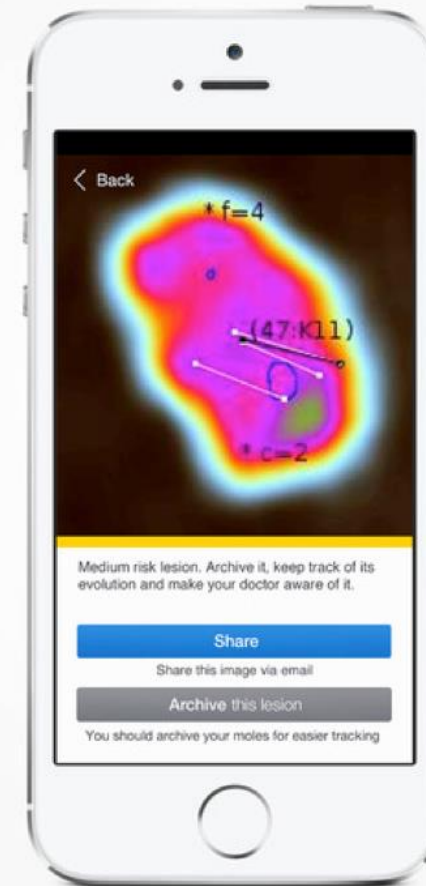 Back
* f=4
(47:K11)
* c=2
Medium risk lesion. Archive it, keep track of its
evolution and make your doctor aware of it.
Share
Share this image via email
Archive this lesion
You should archive your moles for easier tracking